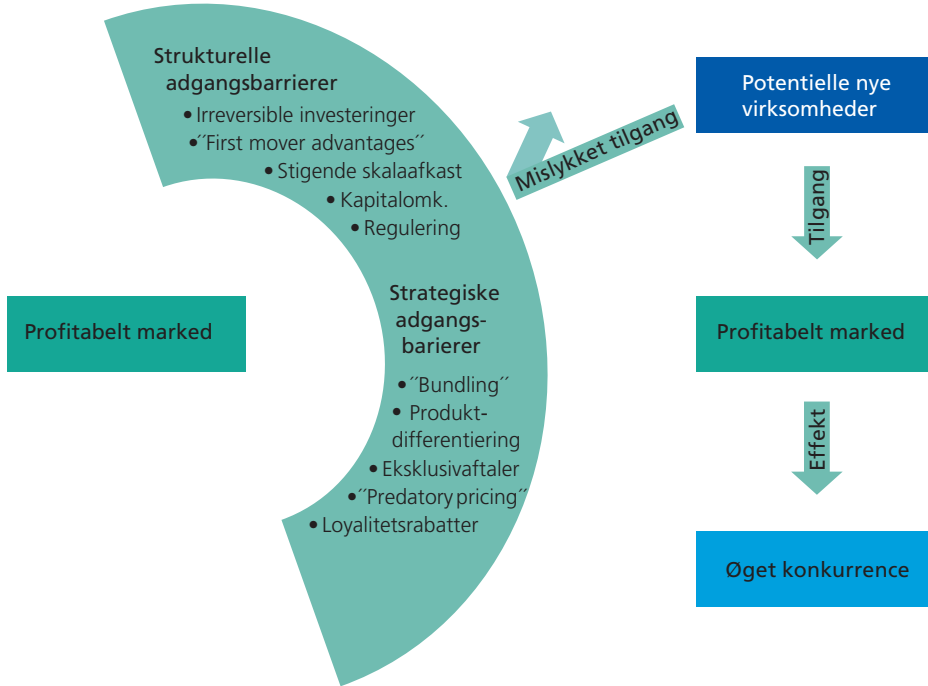 Strukturelle
adgangsbarrierer
• Irreversible investeringer
• ´´First mover advantages´´
• Stigende skalaafkast
• Kapitalomk.
• Regulering
Strategiske
adgangs-
barierer
• ´´Bundling´´
• Produkt-
differentiering
• Eksklusivaftaler
• ´´Predatory pricing´´
• Loyalitetsrabatter
Profitabelt marked
Mislykket tilgang
Potentielle nye
virksomheder
Tilgang
Profitabelt marked
Effekt
Øget konkurrence